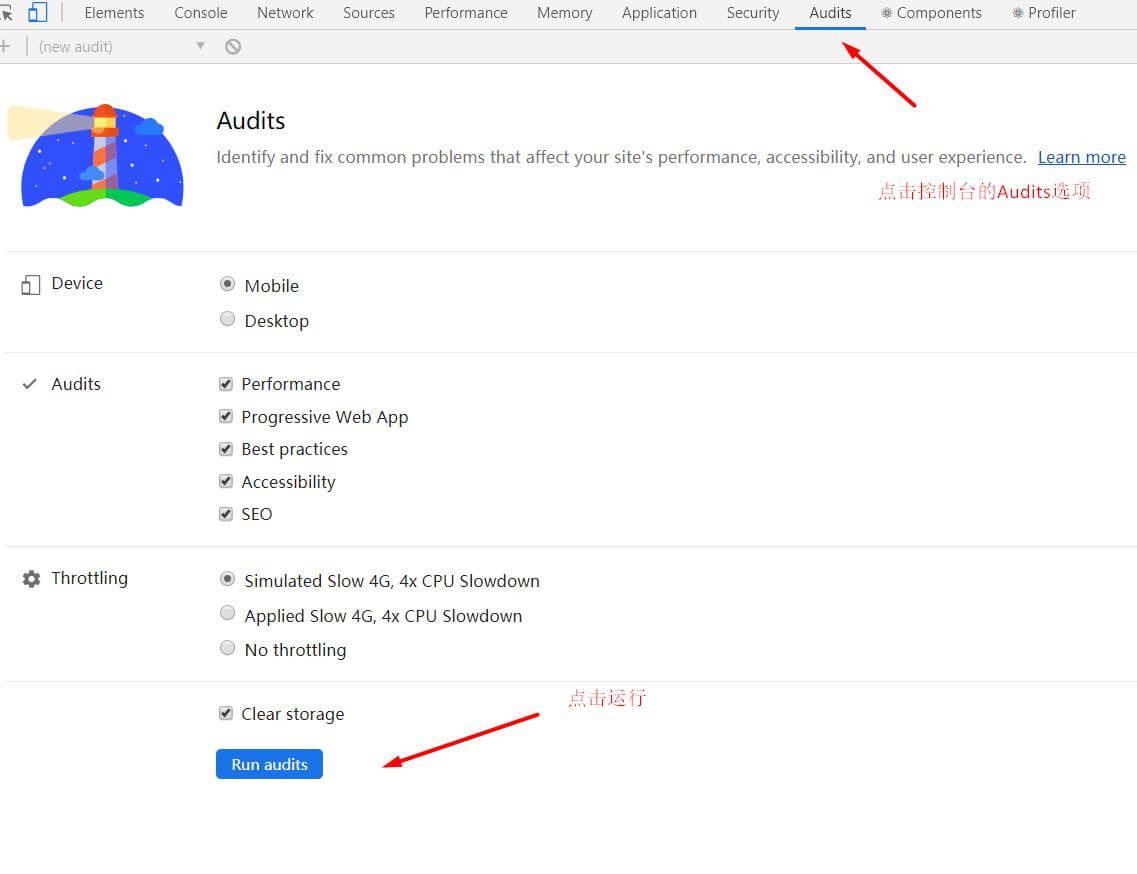 Elements Console Network Sources Performance Memory Application Security Audits Components Profiler
(new audit)
Audits
Identify and fix common problems that affect your site's performance, accessibility, and user experience. Learn more
点击控制台的Audits选项
Device
Mobile
Desktop
Audits
Performance
Progressive Web App
Best practices
Accessibility
SEO
Throttling
Simulated Slow 4G, 4x CPU Slowdown
Applied Slow 4G, 4x CPU Slowdown
No throttling
点击运行
Clear storage
Run audits